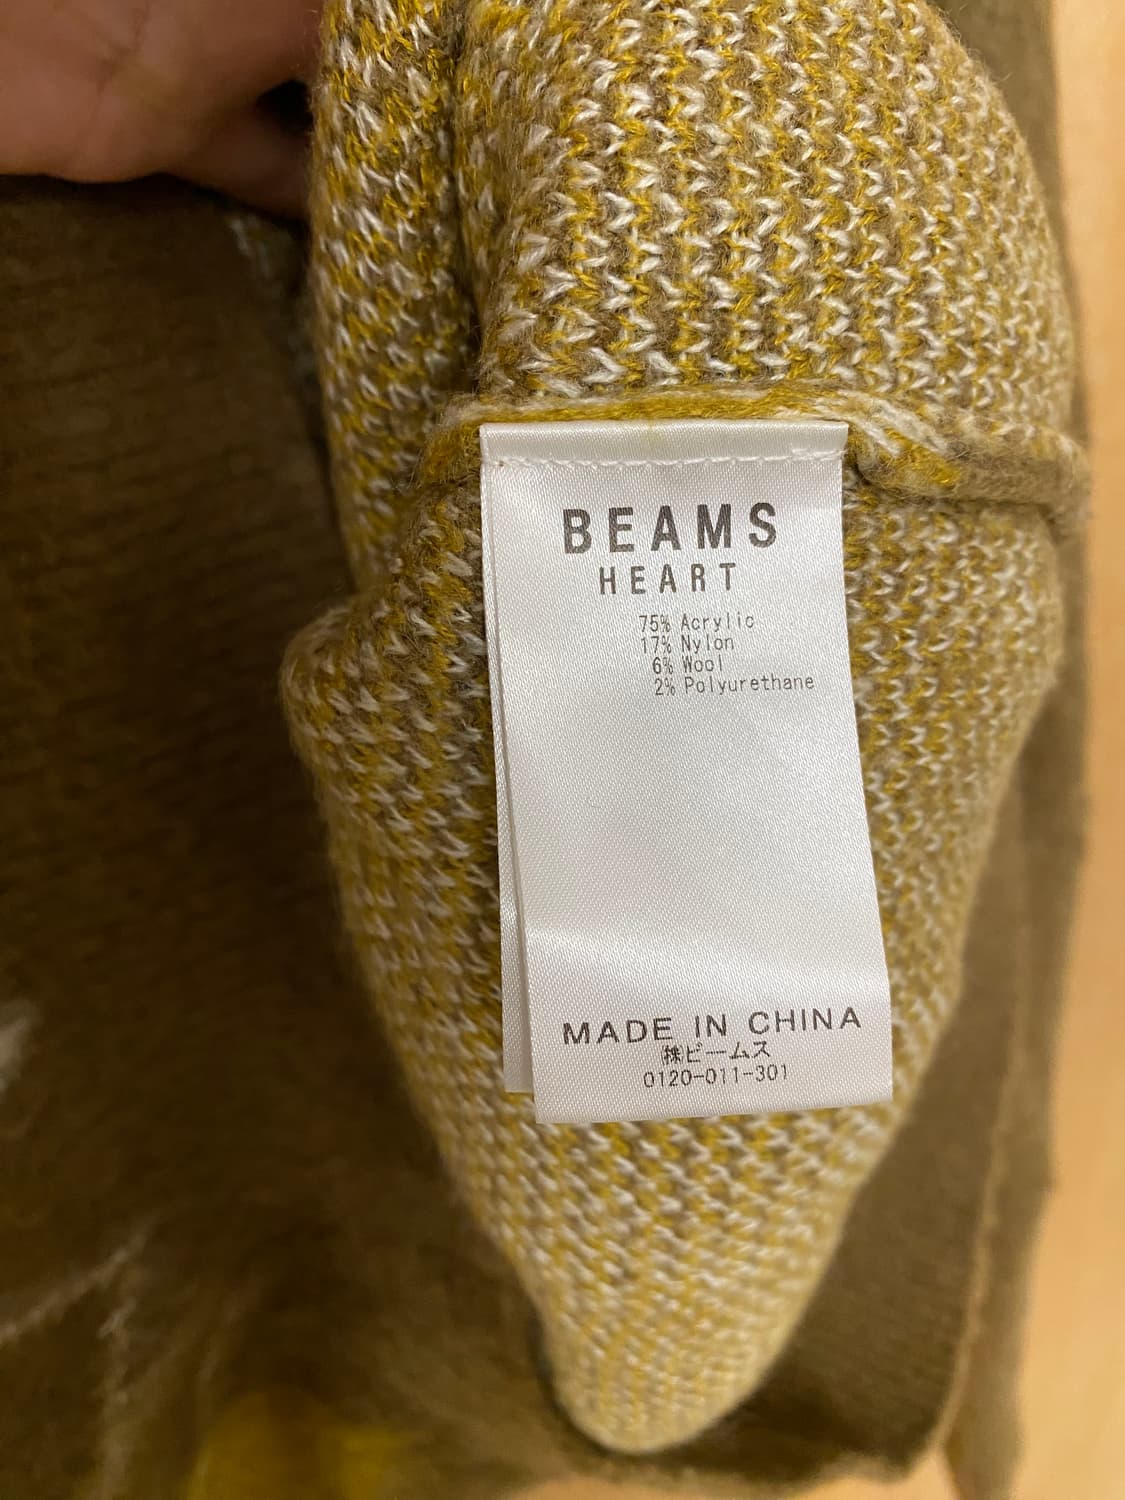 BEAMS
HEART
75% Acrylic
17% Nylon
6% Wool
2% Polyurethane
MADE IN CHINA
㈱ビームス
0120-011-301